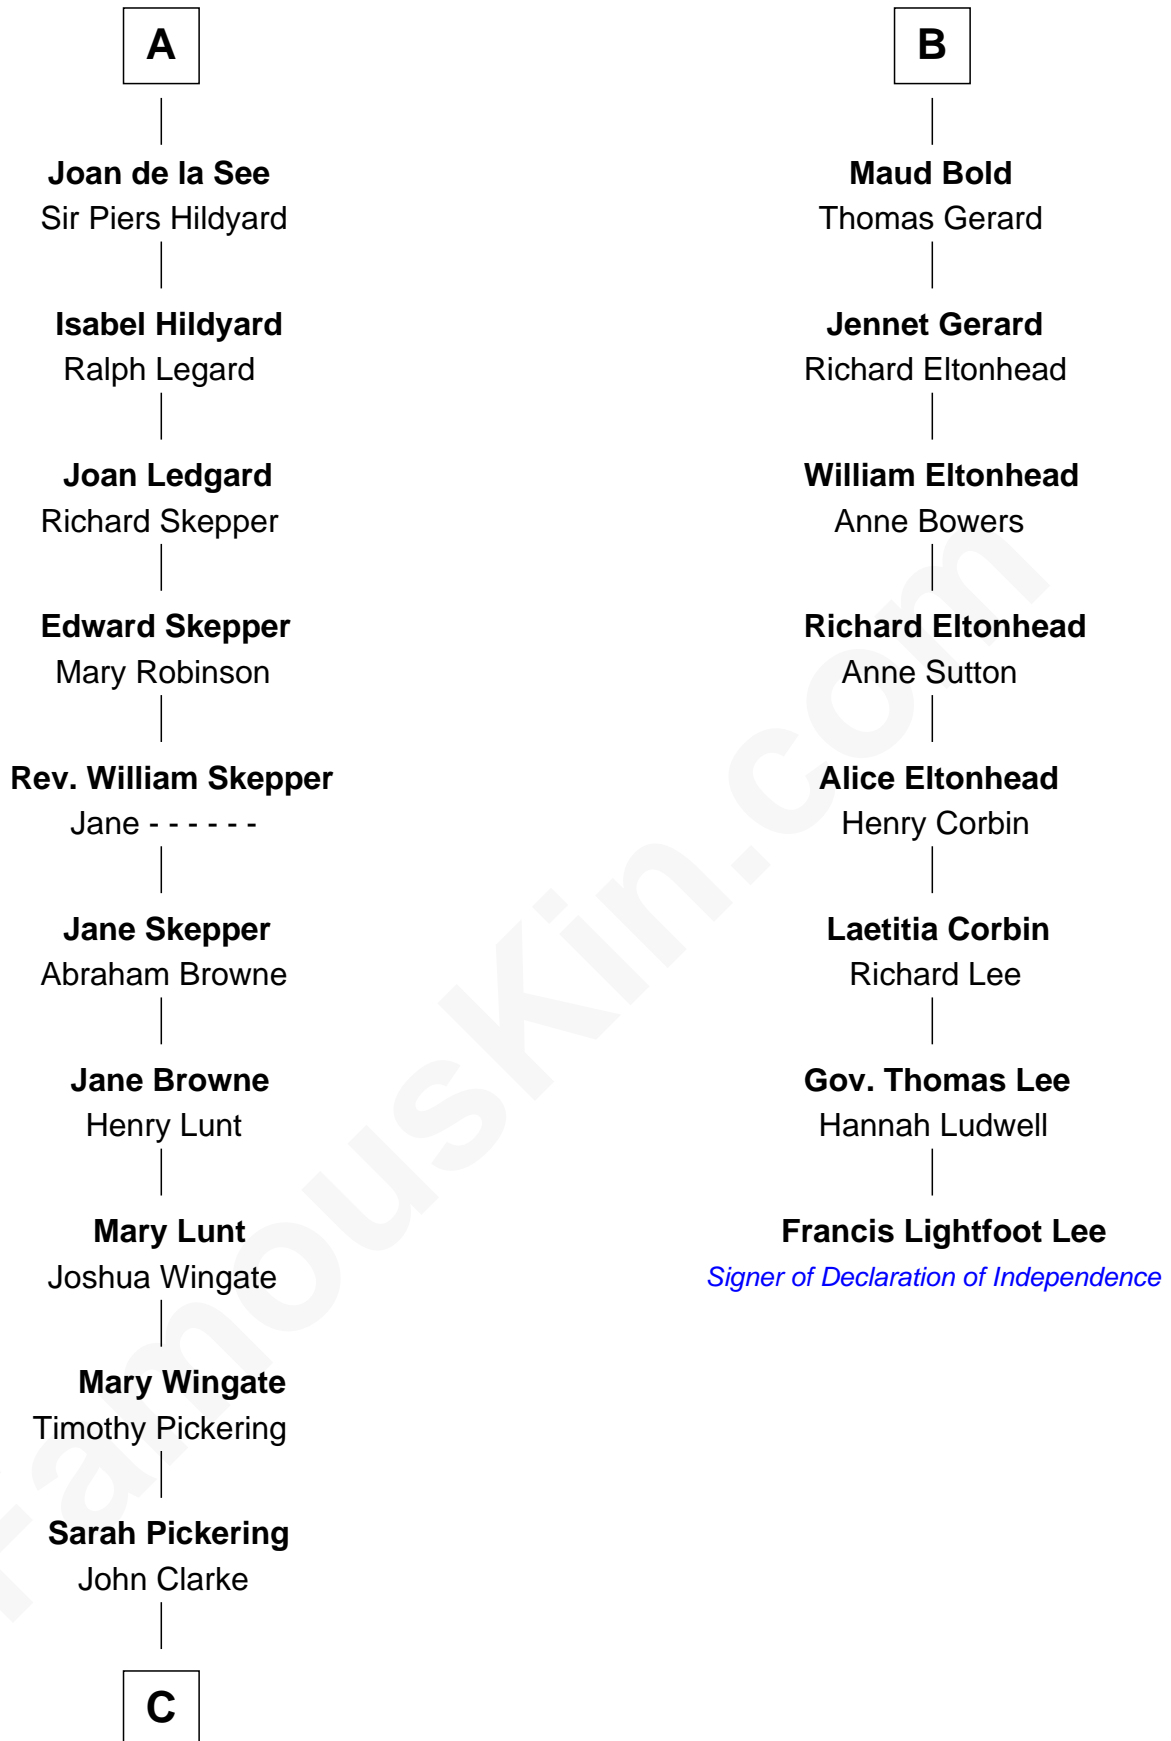 A
Joan de la See
Sir Piers Hildyard
Isabel Hildyard
Ralph Legard
Joan Ledgard
Richard Skepper
Edward Skepper
Mary Robinson
Rev. William Skepper
Jane - - - - - -
Jane Skepper
Abraham Browne
Jane Browne
Henry Lunt
Mary Lunt
Joshua Wingate
Mary Wingate
Timothy Pickering
Sarah Pickering
John Clarke
C
B
Maud Bold
Thomas Gerard
Jennet Gerard
Richard Eltonhead
William Eltonhead
Anne Bowers
Richard Eltonhead
Anne Sutton
Alice Eltonhead
Henry Corbin
Laetitia Corbin
Richard Lee
Gov. Thomas Lee
Hannah Ludwell
Francis Lightfoot Lee
Signer of Declaration of Independence
FamousKin.com